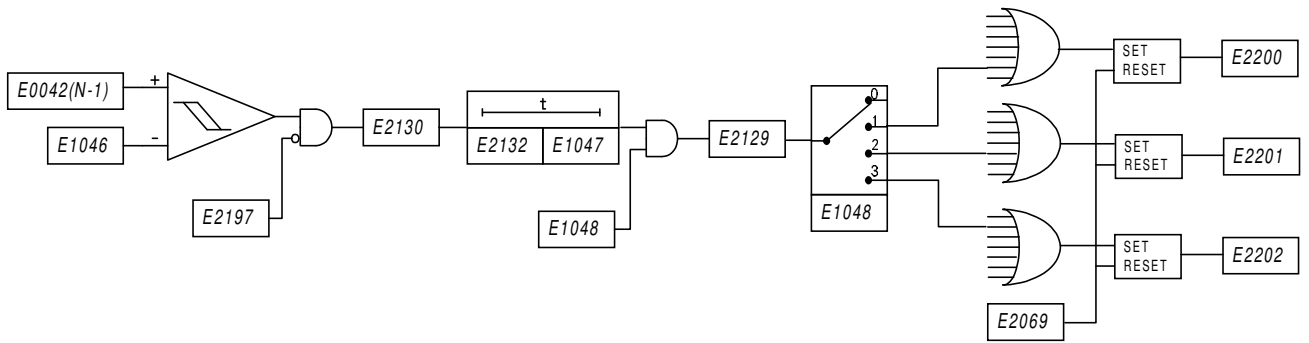 E0042(N-1)
+
E1046
-
E2197
E2130
t
E2132
E1047
E1048
E2129
0
1
2
3
E1048
SET
RESET
E2200
SET
RESET
E2201
SET
RESET
E2202
E2069